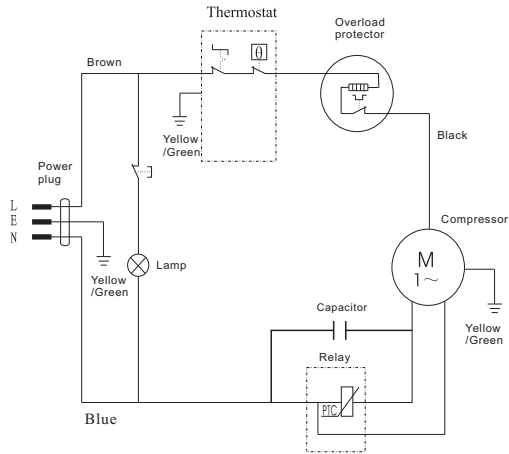 Thermostat
Overload
protector
Brown
θ
Yellow
/Green
Black
Power
plug
L
E
N
Compressor
M
1～
Lamp
Yellow
/Green
Capacitor
Yellow
/Green
Relay
PTC
Blue